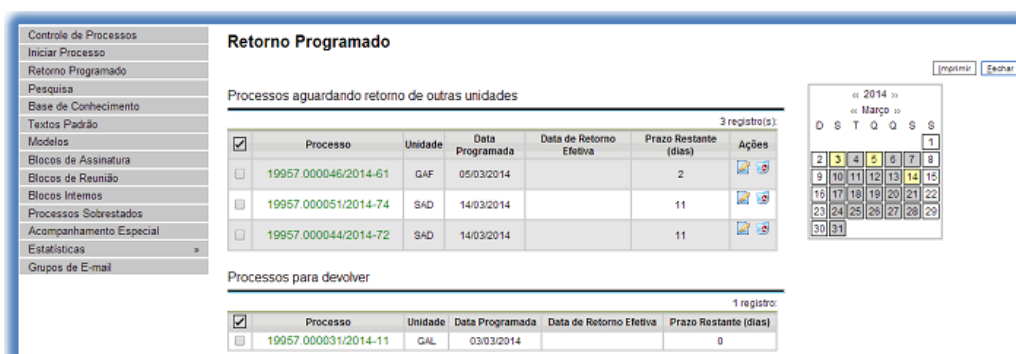 Controle de Processos
Iniciar Processo
Retorno Programado
Pesquisa
Base de Conhecimento
Textos Padrão
Modelos
Blocos de Assinatura
Blocos de Reunião
Blocos Internos
Processos Sobrestados
Acompanhamento Especial
Estatísticas »
Grupos de E-mail
Retorno Programado
Imprimir Fechar
Processos aguardando retorno de outras unidades
3 registro(s):
Processo Unidade Data Programada Data de Retorno Efetiva Prazo Restante (dias) Ações
19957.000046/2014-61 GAF 05/03/2014 2
19957.000051/2014-74 SAD 14/03/2014 11
19957.000044/2014-72 SAD 14/03/2014 11
Processos para devolver
1 registro:
Processo Unidade Data Programada Data de Retorno Efetiva Prazo Restante (dias)
19957.000031/2014-11 GAL 03/03/2014 0
« 2014 »
« Março »
D S T Q Q S S
1
2 3 4 5 6 7 8
9 10 11 12 13 14 15
16 17 18 19 20 21 22
23 24 25 26 27 28 29
30 31